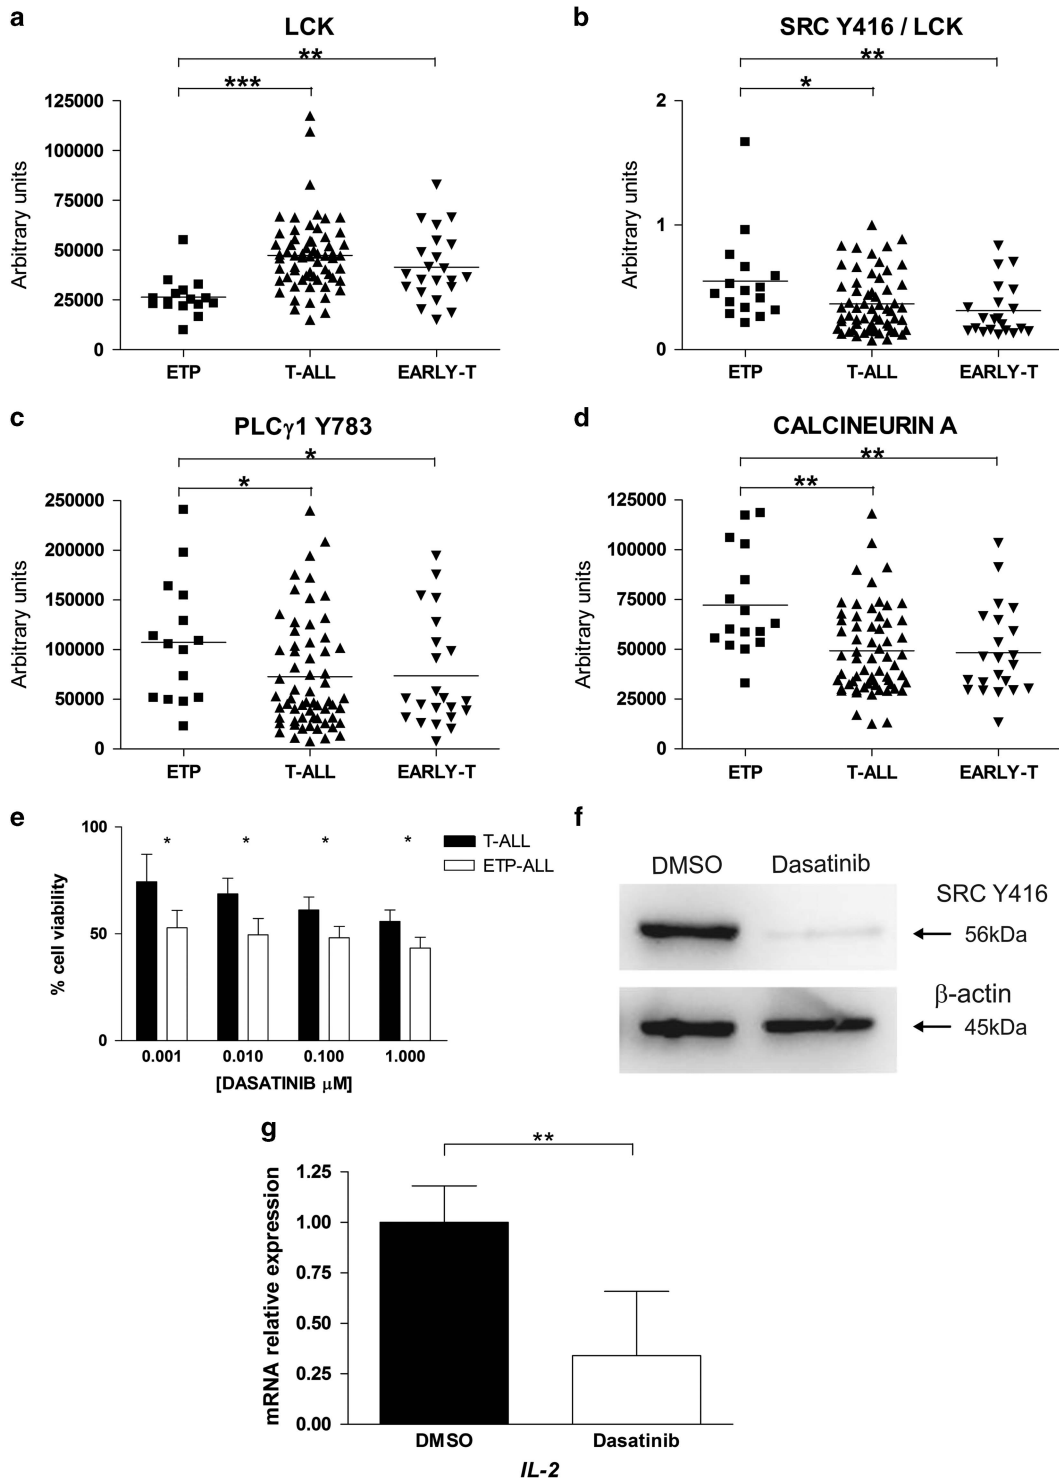 a
LCK
**
***
Arbitrary units
125000
100000
75000
50000
25000
0
ETP T-ALL EARLY-T
b
SRC Y416 / LCK
**
*
Arbitrary units
2
1
0
ETP T-ALL EARLY-T
c
PLCγ1 Y783
*
*
Arbitrary units
250000
200000
150000
100000
50000
0
ETP T-ALL EARLY-T
d
CALCINEURIN A
**
**
Arbitrary units
125000
100000
75000
50000
25000
0
ETP T-ALL EARLY-T
e
% cell viability
100
50
0
* * * *
T-ALL
ETP-ALL
0.001 0.010 0.100 1.000
[DASATINIB μM]
f
DMSO Dasatinib
SRC Y416
56kDa
β-actin
45kDa
g
**
mRNA relative expression
1.25
1.00
0.75
0.50
0.25
0.00
DMSO Dasatinib
IL-2